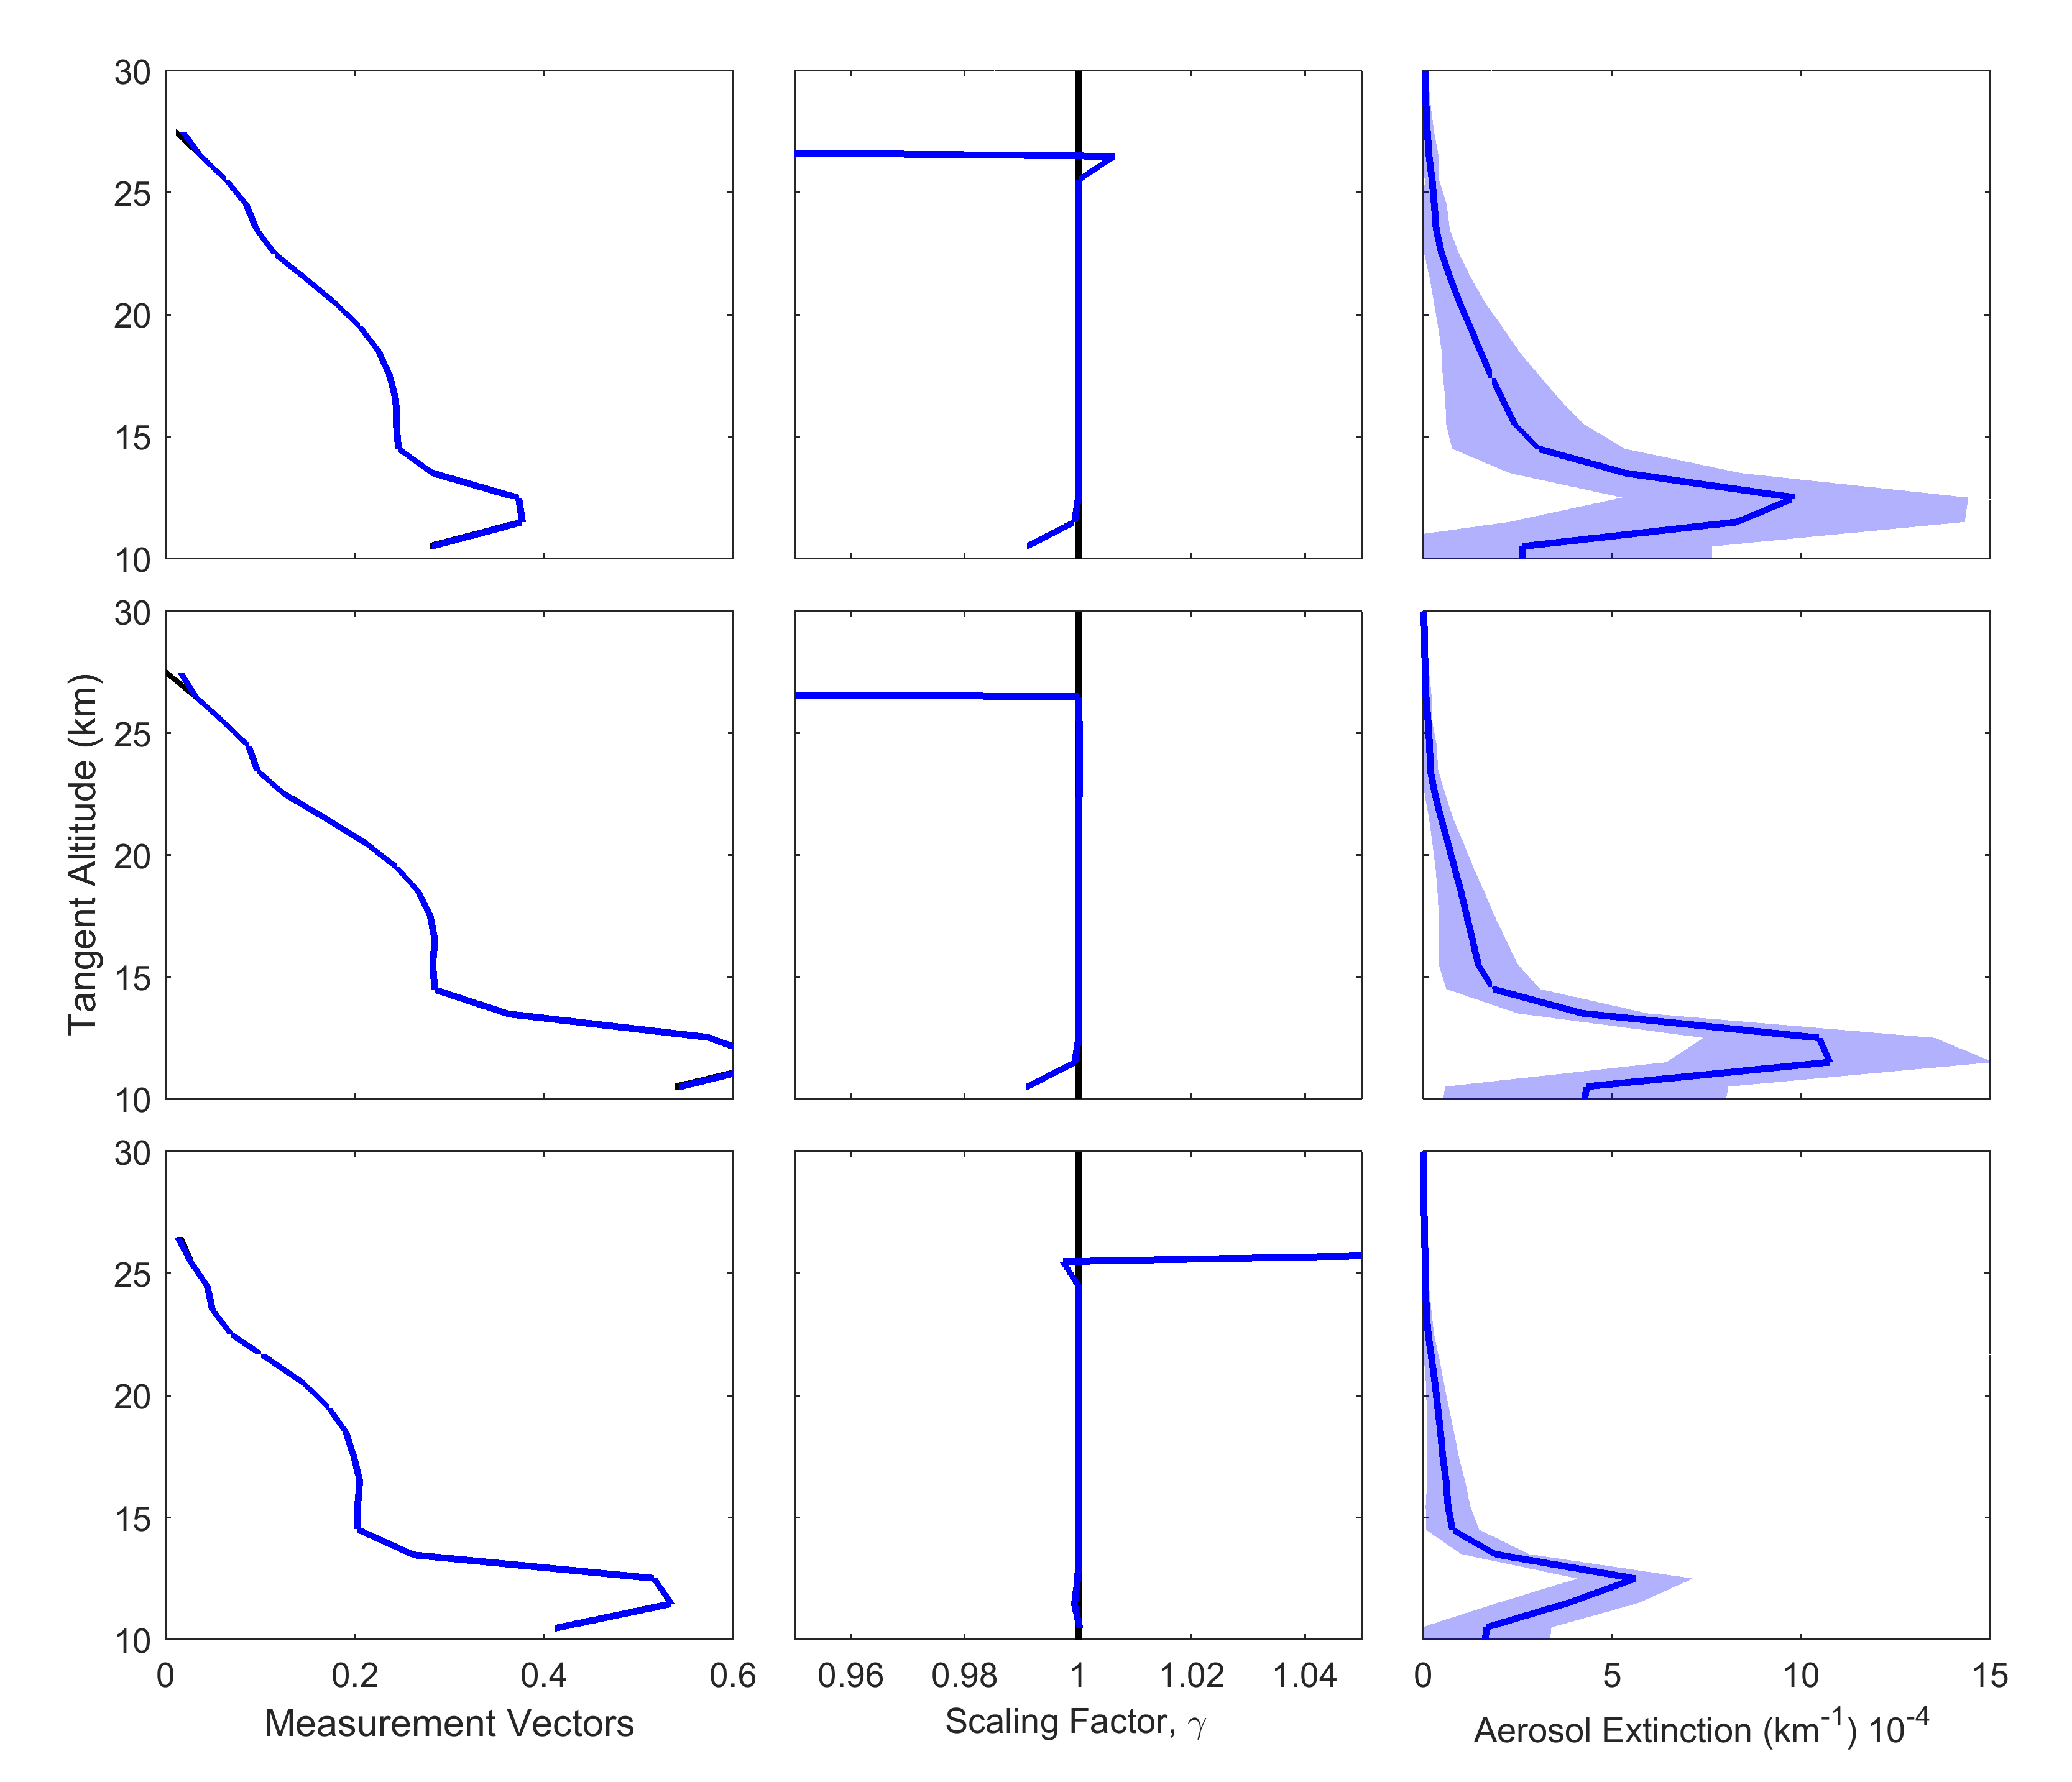 30
25
20
15
10
30
25
20
15
10
30
25
20
15
10
Tangent Altitude (km)
0 0.2 0.4 0.6
0.96 0.98 1 1.02 1.04
0 5 10 15
Measurement Vectors
Scaling Factor, γ
Aerosol Extinction (km⁻¹) 10⁻⁴